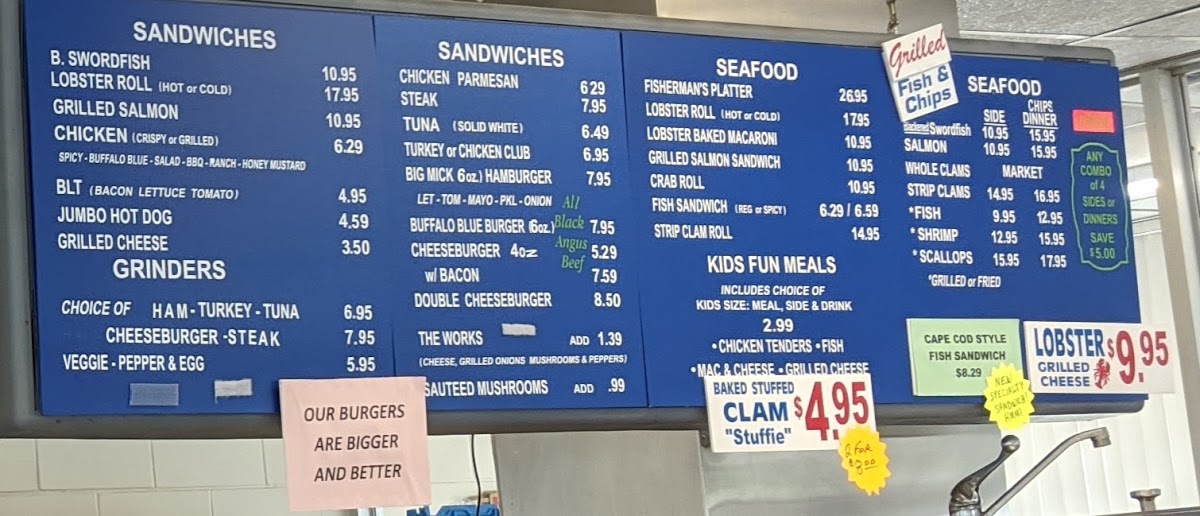 SANDWICHES
B. SWORDFISH 10.95
LOBSTER ROLL (HOT or COLD) 17.95
GRILLED SALMON 10.95
CHICKEN (CRISPY or GRILLED) 6.29
SPICY - BUFFALO BLUE - SALAD - BBQ - RANCH - HONEY MUSTARD
BLT (BACON LETTUCE TOMATO) 4.95
JUMBO HOT DOG 4.59
GRILLED CHEESE 3.50
GRINDERS
CHOICE OF HAM - TURKEY - TUNA 6.95
CHEESEBURGER - STEAK 7.95
VEGGIE - PEPPER & EGG 5.95
OUR BURGERS
ARE BIGGER
AND BETTER
SANDWICHES
CHICKEN PARMESAN 6 29
STEAK 7.95
TUNA (SOLID WHITE) 6.49
TURKEY or CHICKEN CLUB 6.95
BIG MICK 6oz.) HAMBURGER 7.95
LET - TOM - MAYO - PKL - ONION
BUFFALO BLUE BURGER (6oz.) 7.95
CHEESEBURGER 4oz 5.29
W/ BACON 7.59
DOUBLE CHEESEBURGER 8.50
All
Black
Angus
Beef
THE WORKS ADD 1.39
(CHEESE, GRILLED ONIONS MUSHROOMS & PEPPERS)
SAUTEED MUSHROOMS ADD .99
SEAFOOD
FISHERMAN'S PLATTER 26.95
LOBSTER ROLL (HOT or COLD) 17.95
LOBSTER BAKED MACARONI 10.95
GRILLED SALMON SANDWICH 10.95
CRAB ROLL 10.95
FISH SANDWICH (REG or SPICY) 6.29 / 6.59
STRIP CLAM ROLL 14.95
KIDS FUN MEALS
INCLUDES CHOICE OF
KIDS SIZE: MEAL, SIDE & DRINK
2.99
• CHICKEN TENDERS • FISH
• MAC & CHEESE • GRILLED CHEESE
BAKED STUFFED
CLAM $4.95
"Stuffie"
2 FOR
$8.00
Grilled
Fish &
Chips
SEAFOOD
SIDE CHIPS DINNER
Blackened Swordfish 10.95 15.95
SALMON 10.95 15.95
WHOLE CLAMS MARKET
STRIP CLAMS 14.95 16.95
*FISH 9.95 12.95
*SHRIMP 12.95 15.95
*SCALLOPS 15.95 17.95
*GRILLED or FRIED
ANY
COMBO
of 4
SIDES or
DINNERS
SAVE
$5.00
CAPE COD STYLE
FISH SANDWICH
$8.29
NEW
SPECIALTY
SANDWICH!
LOBSTER $9.95
GRILLED
CHEESE